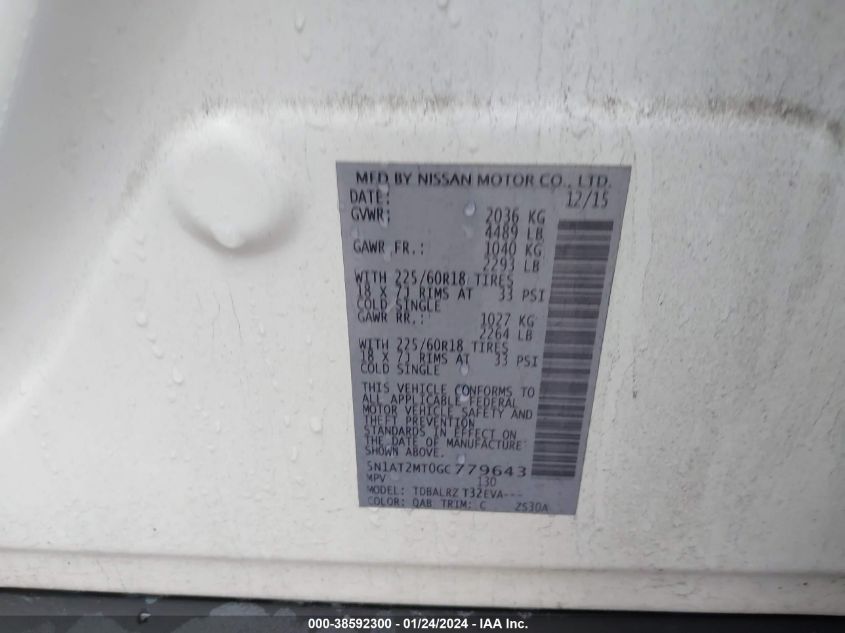 MFD BY NISSAN MOTOR CO., LTD.
DATE: 12/15
GVWR: 2036 KG
4489 LB
GAWR FR.: 1040 KG
2293 LB
WITH 225/60R18 TIRES
18 X 7J RIMS AT 33 PSI
COLD SINGLE
GAWR RR.: 1027 KG
2264 LB
WITH 225/60R18 TIRES
18 X 7J RIMS AT 33 PSI
COLD SINGLE
THIS VEHICLE CONFORMS TO
ALL APPLICABLE FEDERAL
MOTOR VEHICLE SAFETY AND
THEFT PREVENTION
STANDARDS IN EFFECT ON
THE DATE OF MANUFACTURE
SHOWN ABOVE.
5N1AT2MT0GC779643
MPV 130
MODEL: TDBALRZ T32EVA---
COLOR: QAB TRIM: C 2S30A
000-38592300 - 01/24/2024 - IAA Inc.